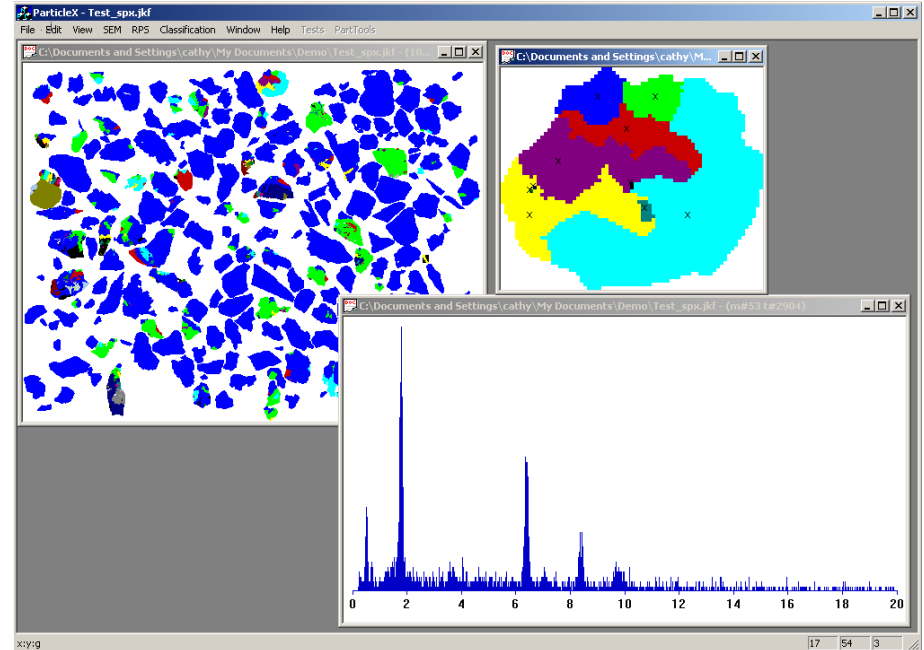 ParticleX - Test_spx.jkf
File Edit View SEM RPS Classification Window Help Tests PartTools
C:\Documents and Settings\cathy\My Documents\Demo\Test_spx.jkf - (10...
C:\Documents and Settings\cathy\M...
C:\Documents and Settings\cathy\My Documents\Demo\Test_spx.jkf - (m#53 t#2904)
0 2 4 6 8 10 12 14 16 18 20
x:y:g 17 54 3